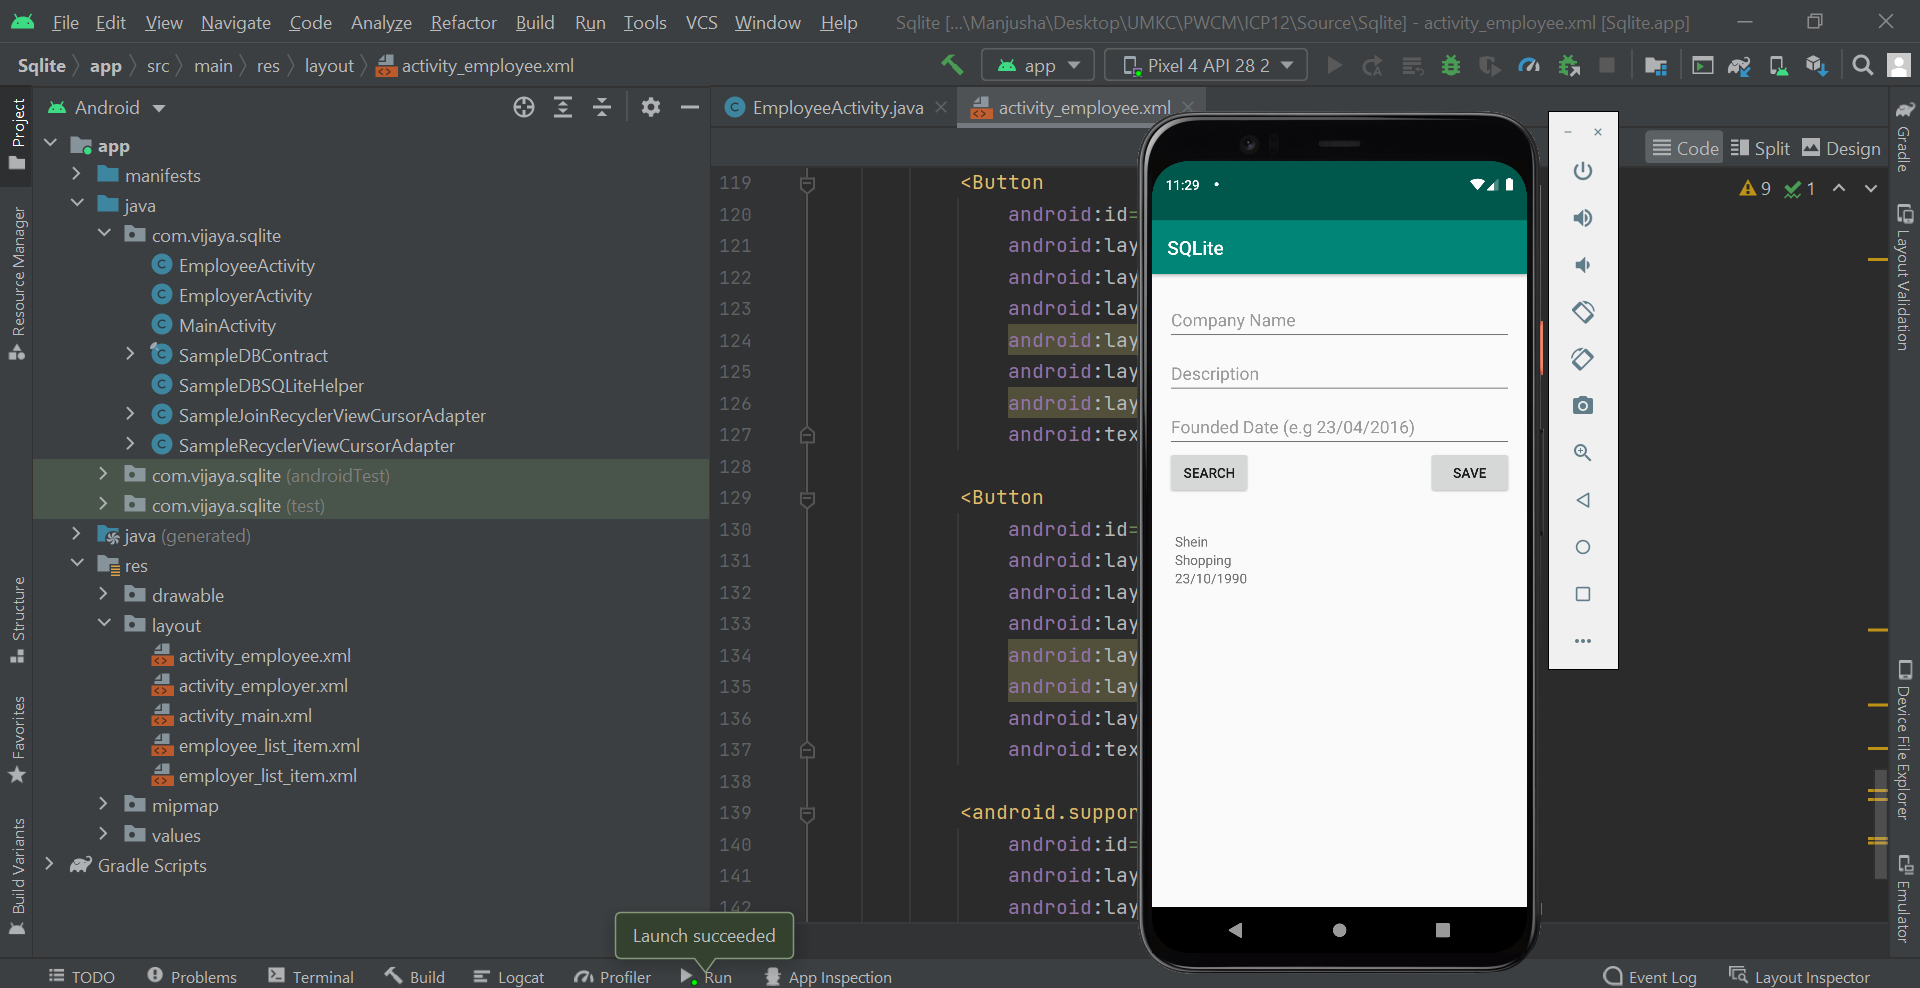 File Edit View Navigate Code Analyze Refactor Build Run Tools VCS Window Help Sqlite [...\Manjusha\Desktop\UMKC\PWCM\ICP12\Source\Sqlite] - activity_employee.xml [Sqlite.app]
Sqlite app src main res layout activity_employee.xml app Pixel 4 API 28 2
Project
Resource Manager
Structure
Favorites
Build Variants
Android
app
manifests
java
com.vijaya.sqlite
EmployeeActivity
EmployerActivity
MainActivity
SampleDBContract
SampleDBSQLiteHelper
SampleJoinRecyclerViewCursorAdapter
SampleRecyclerViewCursorAdapter
com.vijaya.sqlite (androidTest)
com.vijaya.sqlite (test)
java (generated)
res
drawable
layout
activity_employee.xml
activity_employer.xml
activity_main.xml
employee_list_item.xml
employer_list_item.xml
mipmap
values
Gradle Scripts
EmployeeActivity.java activity_employee.xml
Code Split Design
9 1
119 <Button
120 android:id=
121 android:lay
122 android:lay
123 android:lay
124 android:lay
125 android:lay
126 android:lay
127 android:tex
128
129 <Button
130 android:id=
131 android:lay
132 android:lay
133 android:lay
134 android:lay
135 android:lay
136 android:lay
137 android:tex
138
139 <android.suppor
140 android:id=
141 android:lay
142 android:lay
11:29
SQLite
Company Name
Description
Founded Date (e.g 23/04/2016)
SEARCH SAVE
Shein
Shopping
23/10/1990
Gradle
Layout Validation
Device File Explorer
Emulator
Launch succeeded
TODO Problems Terminal Build Logcat Profiler Run App Inspection Event Log Layout Inspector